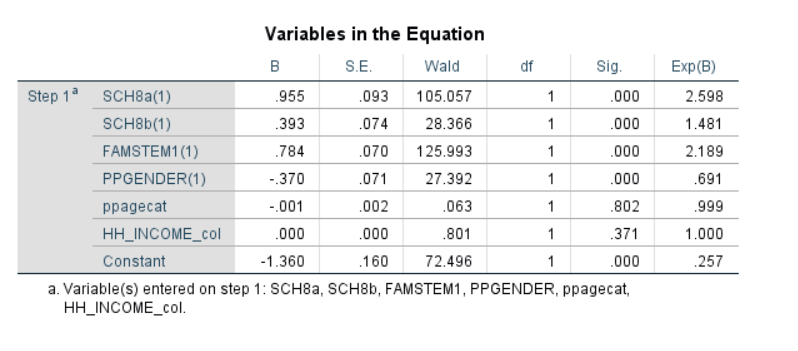 Variables in the Equation
B S.E. Wald df Sig. Exp(B)
Step 1a SCH8a(1) .955 .093 105.057 1 .000 2.598
SCH8b(1) .393 .074 28.366 1 .000 1.481
FAMSTEM1(1) .784 .070 125.993 1 .000 2.189
PPGENDER(1) -.370 .071 27.392 1 .000 .691
ppagecat -.001 .002 .063 1 .802 .999
HH_INCOME_col .000 .000 .801 1 .371 1.000
Constant -1.360 .160 72.496 1 .000 .257
a. Variable(s) entered on step 1: SCH8a, SCH8b, FAMSTEM1, PPGENDER, ppagecat,
HH_INCOME_col.